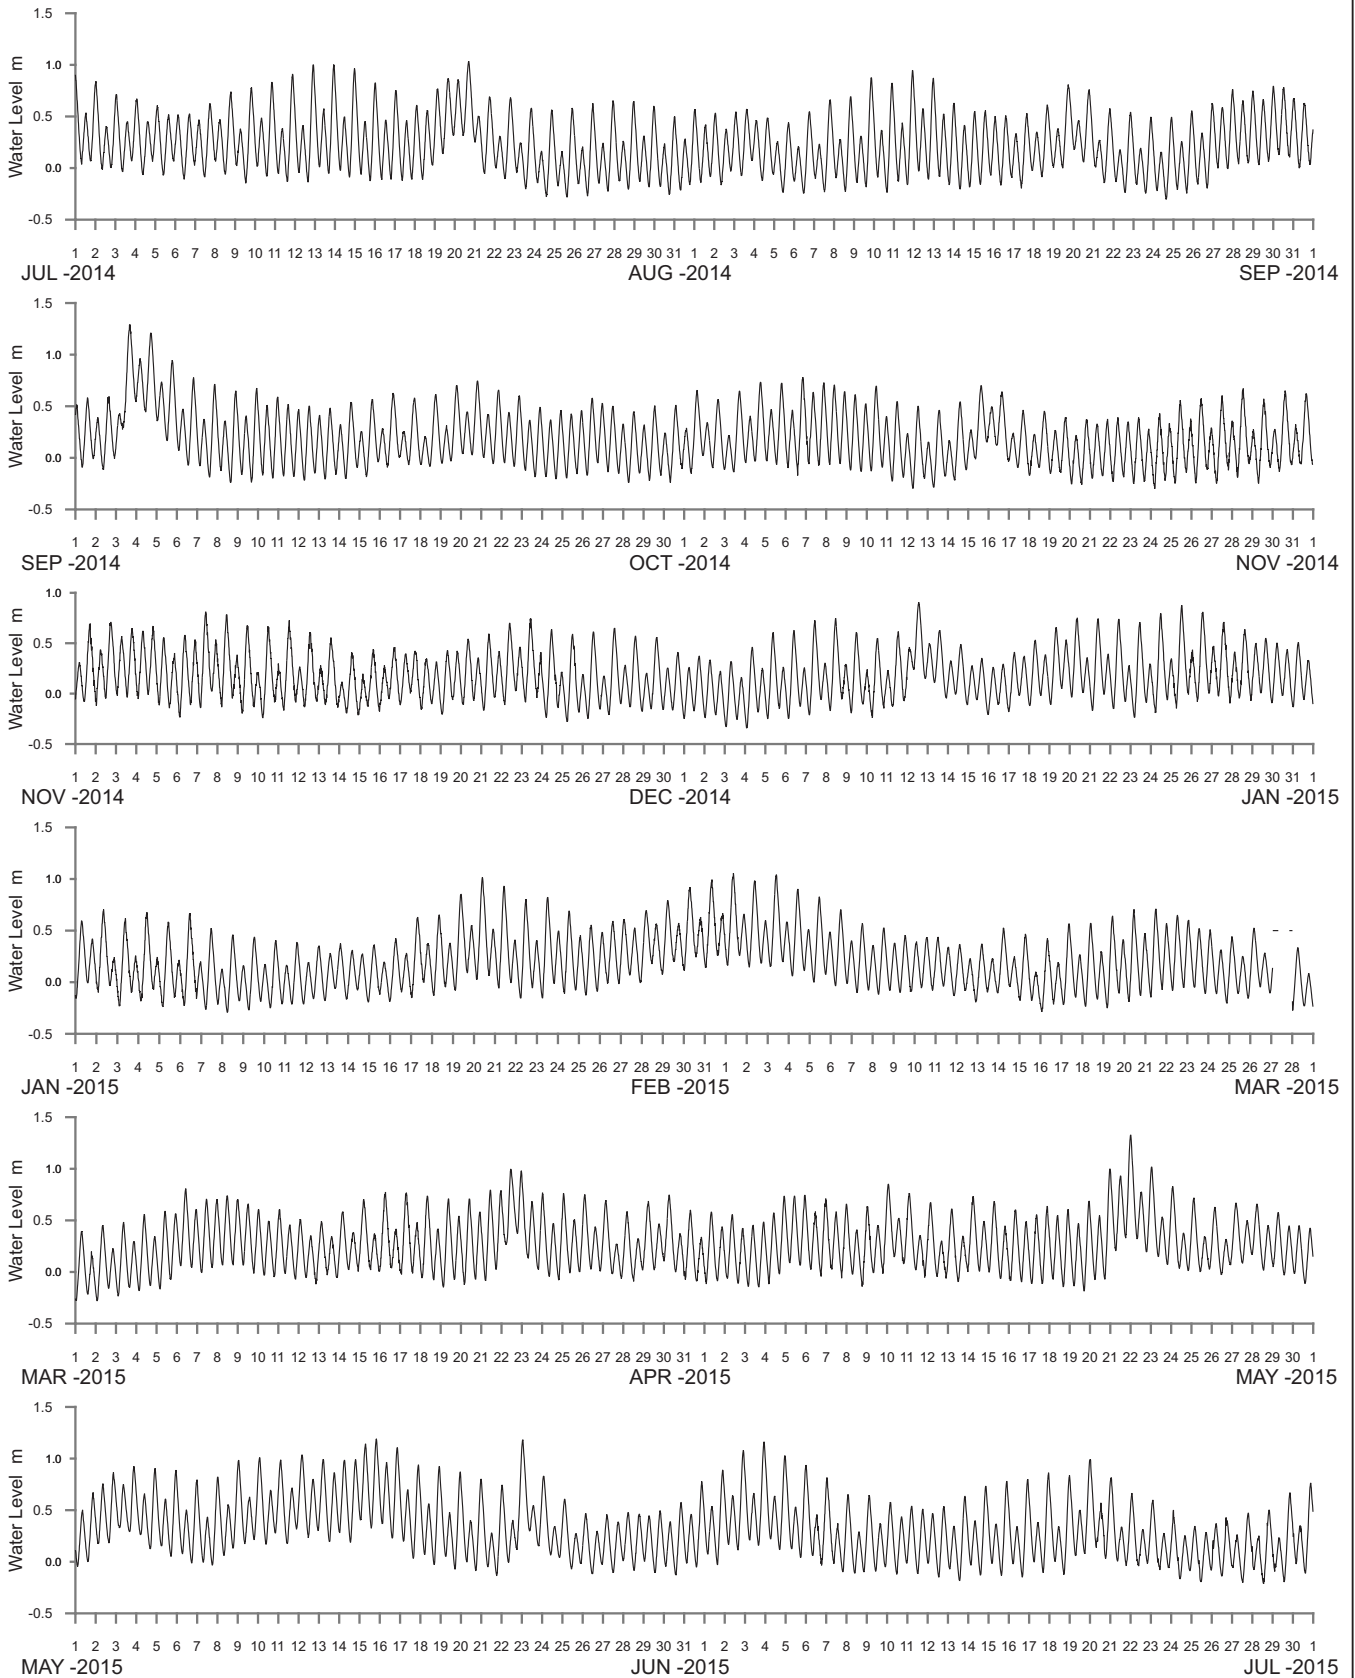 1.5
1.0
0.5
0.0
-0.5
Water Level m
1 2 3 4 5 6 7 8 9 10 11 12 13 14 15 16 17 18 19 20 21 22 23 24 25 26 27 28 29 30 31 1 2 3 4 5 6 7 8 9 10 11 12 13 14 15 16 17 18 19 20 21 22 23 24 25 26 27 28 29 30 31 1
JUL -2014 AUG -2014 SEP -2014
1.5
1.0
0.5
0.0
-0.5
Water Level m
1 2 3 4 5 6 7 8 9 10 11 12 13 14 15 16 17 18 19 20 21 22 23 24 25 26 27 28 29 30 1 2 3 4 5 6 7 8 9 10 11 12 13 14 15 16 17 18 19 20 21 22 23 24 25 26 27 28 29 30 31 1
SEP -2014 OCT -2014 NOV -2014
1.0
0.5
0.0
-0.5
Water Level m
1 2 3 4 5 6 7 8 9 10 11 12 13 14 15 16 17 18 19 20 21 22 23 24 25 26 27 28 29 30 1 2 3 4 5 6 7 8 9 10 11 12 13 14 15 16 17 18 19 20 21 22 23 24 25 26 27 28 29 30 31 1
NOV -2014 DEC -2014 JAN -2015
1.5
1.0
0.5
0.0
-0.5
Water Level m
1 2 3 4 5 6 7 8 9 10 11 12 13 14 15 16 17 18 19 20 21 22 23 24 25 26 27 28 29 30 31 1 2 3 4 5 6 7 8 9 10 11 12 13 14 15 16 17 18 19 20 21 22 23 24 25 26 27 28 1
JAN -2015 FEB -2015 MAR -2015
1.5
1.0
0.5
0.0
-0.5
Water Level m
1 2 3 4 5 6 7 8 9 10 11 12 13 14 15 16 17 18 19 20 21 22 23 24 25 26 27 28 29 30 31 1 2 3 4 5 6 7 8 9 10 11 12 13 14 15 16 17 18 19 20 21 22 23 24 25 26 27 28 29 30 1
MAR -2015 APR -2015 MAY -2015
1.5
1.0
0.5
0.0
-0.5
Water Level m
1 2 3 4 5 6 7 8 9 10 11 12 13 14 15 16 17 18 19 20 21 22 23 24 25 26 27 28 29 30 31 1 2 3 4 5 6 7 8 9 10 11 12 13 14 15 16 17 18 19 20 21 22 23 24 25 26 27 28 29 30 1
MAY -2015 JUN -2015 JUL -2015